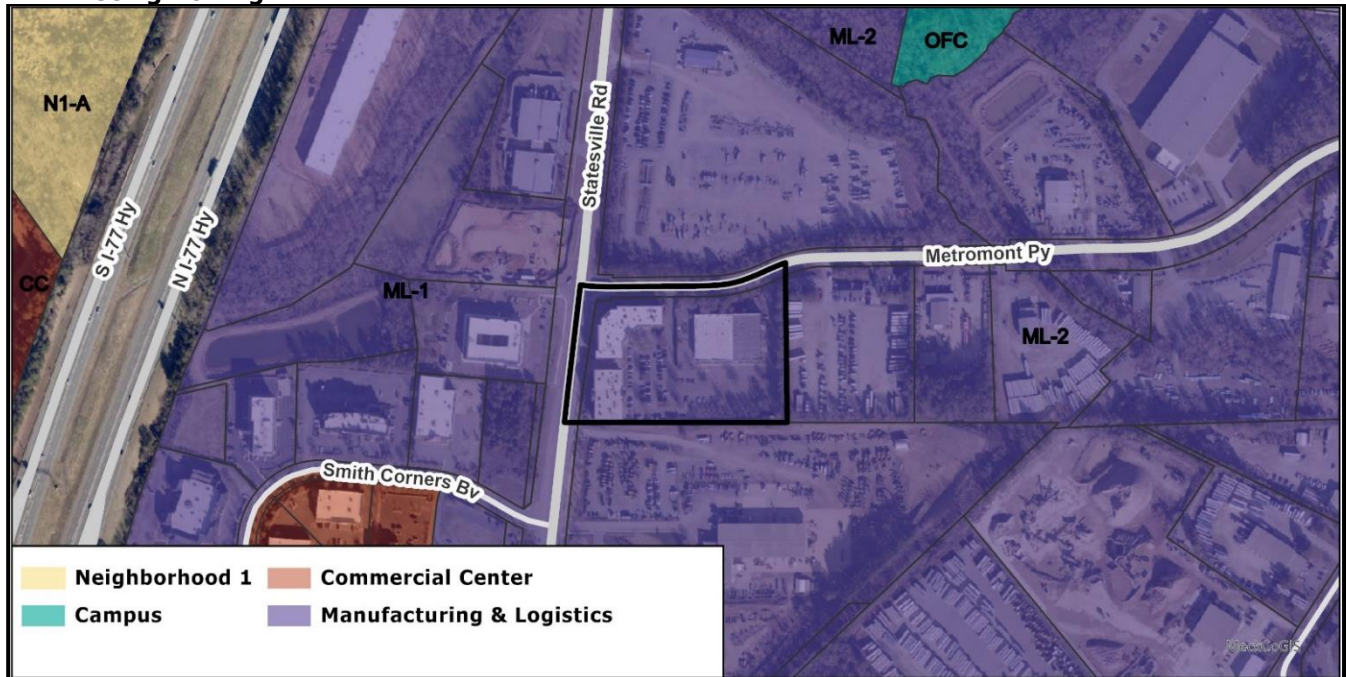 ML-2
OFC
N1-A
Statesville Rd
S I-77 Hy
N I-77 Hy
Metromont Py
CC
ML-1
ML-2
Smith Corners Bv
Neighborhood 1
Commercial Center
Campus
Manufacturing & Logistics
MeckCoGIS